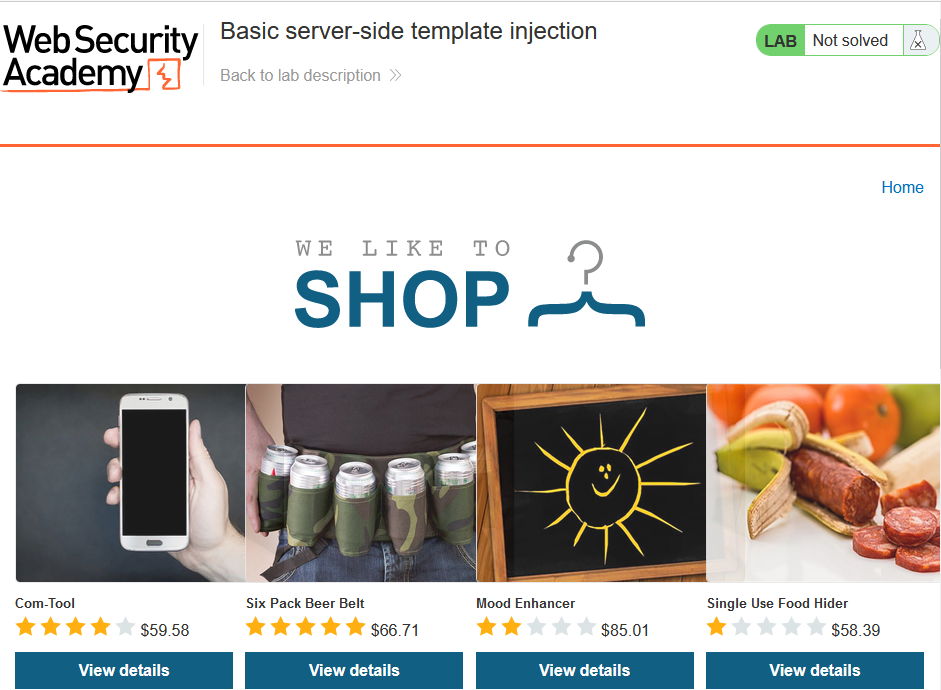 Web Security
Academy
Basic server-side template injection
Back to lab description
LAB Not solved
Home
WE LIKE TO
SHOP
Com-Tool
$59.58
View details
Six Pack Beer Belt
$66.71
View details
Mood Enhancer
$85.01
View details
Single Use Food Hider
$58.39
View details